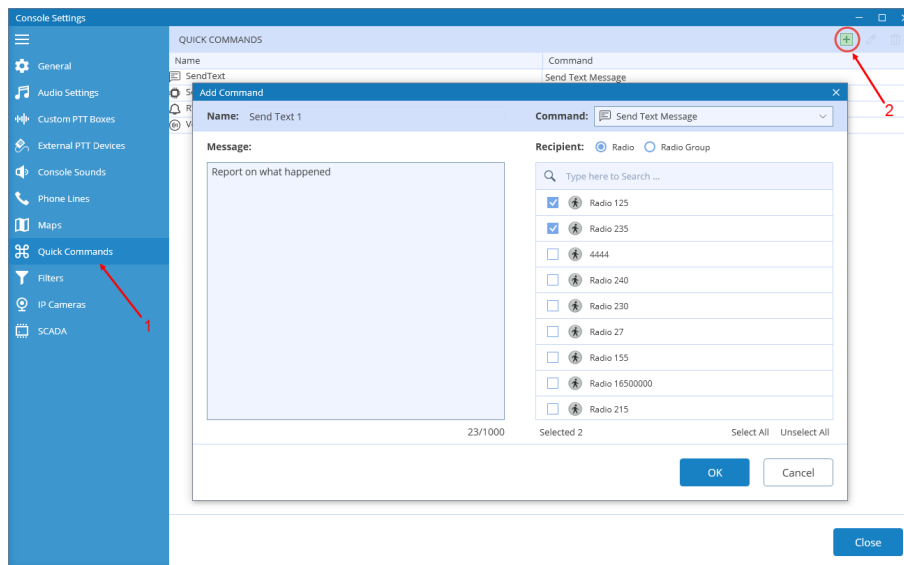 Console Settings
QUICK COMMANDS
General
Audio Settings
Custom PTT Boxes
External PTT Devices
Console Sounds
Phone Lines
Maps
Quick Commands
Filters
IP Cameras
SCADA
1
2
Name Command
SendText Send Text Message
Add Command
Name: Send Text 1 Command: Send Text Message
Message: Recipient: Radio Radio Group
Report on what happened
Type here to Search ...
Radio 125
Radio 235
4444
Radio 240
Radio 230
Radio 27
Radio 155
Radio 16500000
Radio 215
23/1000 Selected 2 Select All Unselect All
OK Cancel
Close